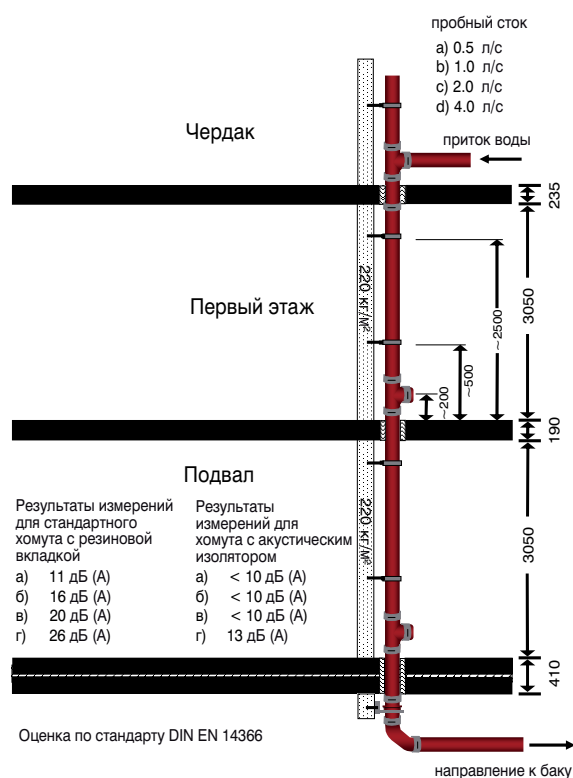 пробный сток
a) 0.5 л/с
b) 1.0 л/с
c) 2.0 л/с
d) 4.0 л/с
Чердак
приток воды
235
220 кг/м²
Первый этаж
3050
~2500
~500
~200
190
Подвал
Результаты измерений
для стандартного
хомута с резиновой
вкладкой
а) 11 дБ (А)
б) 16 дБ (А)
в) 20 дБ (А)
г) 26 дБ (А)
Результаты
измерений для
хомута с акустическим
изолятором
а) < 10 дБ (А)
б) < 10 дБ (А)
в) < 10 дБ (А)
г) 13 дБ (А)
220 кг/м²
3050
410
Оценка по стандарту DIN EN 14366
направление к баку